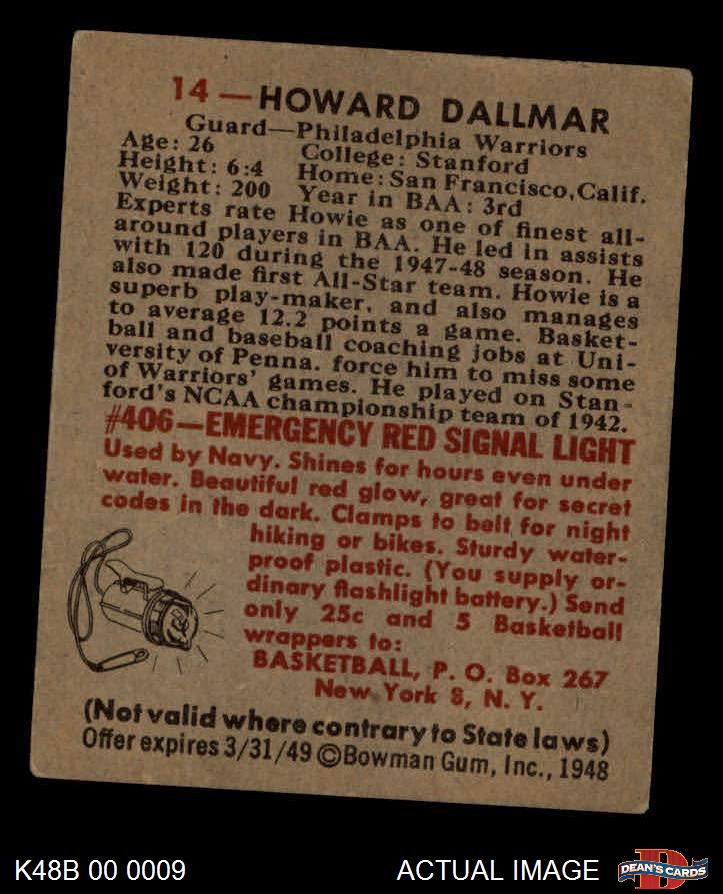 14—HOWARD DALLMAR
Guard—Philadelphia Warriors
Age: 26 College: Stanford
Height: 6:4 Home: San Francisco, Calif.
Weight: 200 Year in BAA: 3rd
Experts rate Howie as one of finest all-
around players in BAA. He led in assists
with 120 during the 1947-48 season. He
also made first All-Star team. Howie is a
superb play-maker, and also manages
to average 12.2 points a game. Basket-
ball and baseball coaching jobs at Uni-
versity of Penna. force him to miss some
of Warriors' games. He played on Stan-
ford's NCAA championship team of 1942.
#406—EMERGENCY RED SIGNAL LIGHT
Used by Navy. Shines for hours even under
water. Beautiful red glow, great for secret
codes in the dark. Clamps to belt for night
hiking or bikes. Sturdy water-
proof plastic. (You supply or-
dinary flashlight battery.) Send
only 25c and 5 Basketball
wrappers to:
BASKETBALL, P. O. Box 267
New York 8, N. Y.
(Not valid where contrary to State laws)
Offer expires 3/31/49 ©Bowman Gum, Inc., 1948
K48B 00 0009 ACTUAL IMAGE DEAN'S CARDS